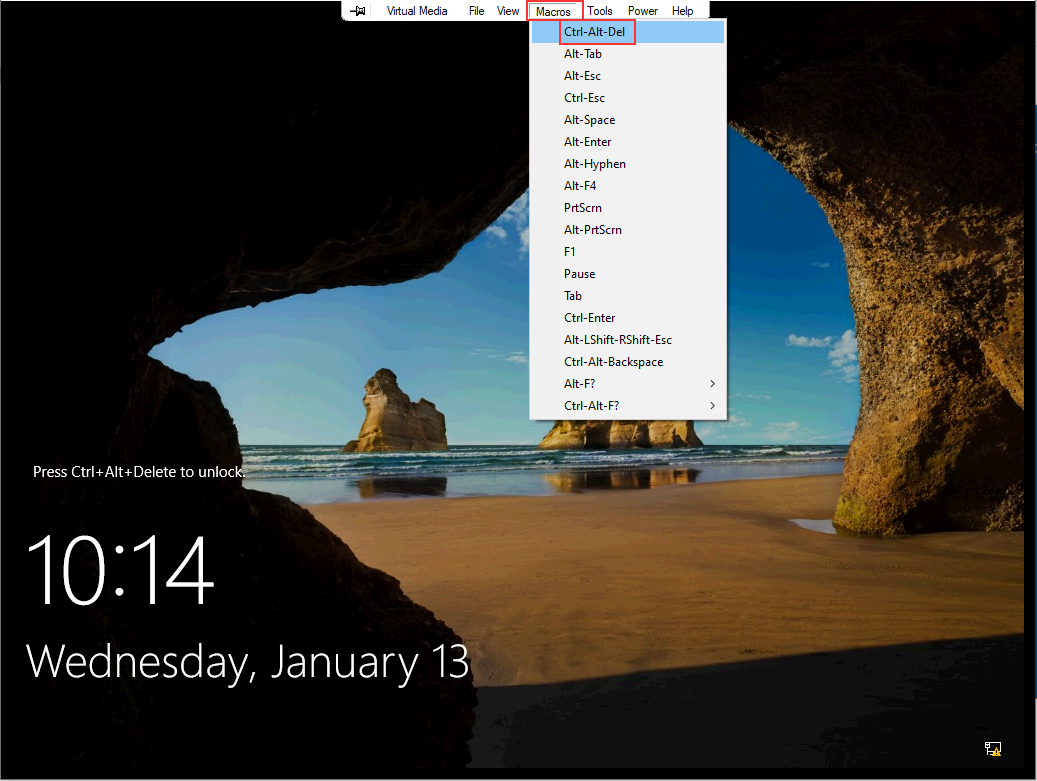 Virtual Media File View Macros Tools Power Help
Ctrl-Alt-Del
Alt-Tab
Alt-Esc
Ctrl-Esc
Alt-Space
Alt-Enter
Alt-Hyphen
Alt-F4
PrtScrn
Alt-PrtScrn
F1
Pause
Tab
Ctrl-Enter
Alt-LShift-RShift-Esc
Ctrl-Alt-Backspace
Alt-F?
Ctrl-Alt-F?
Press Ctrl+Alt+Delete to unlock.
10:14
Wednesday, January 13